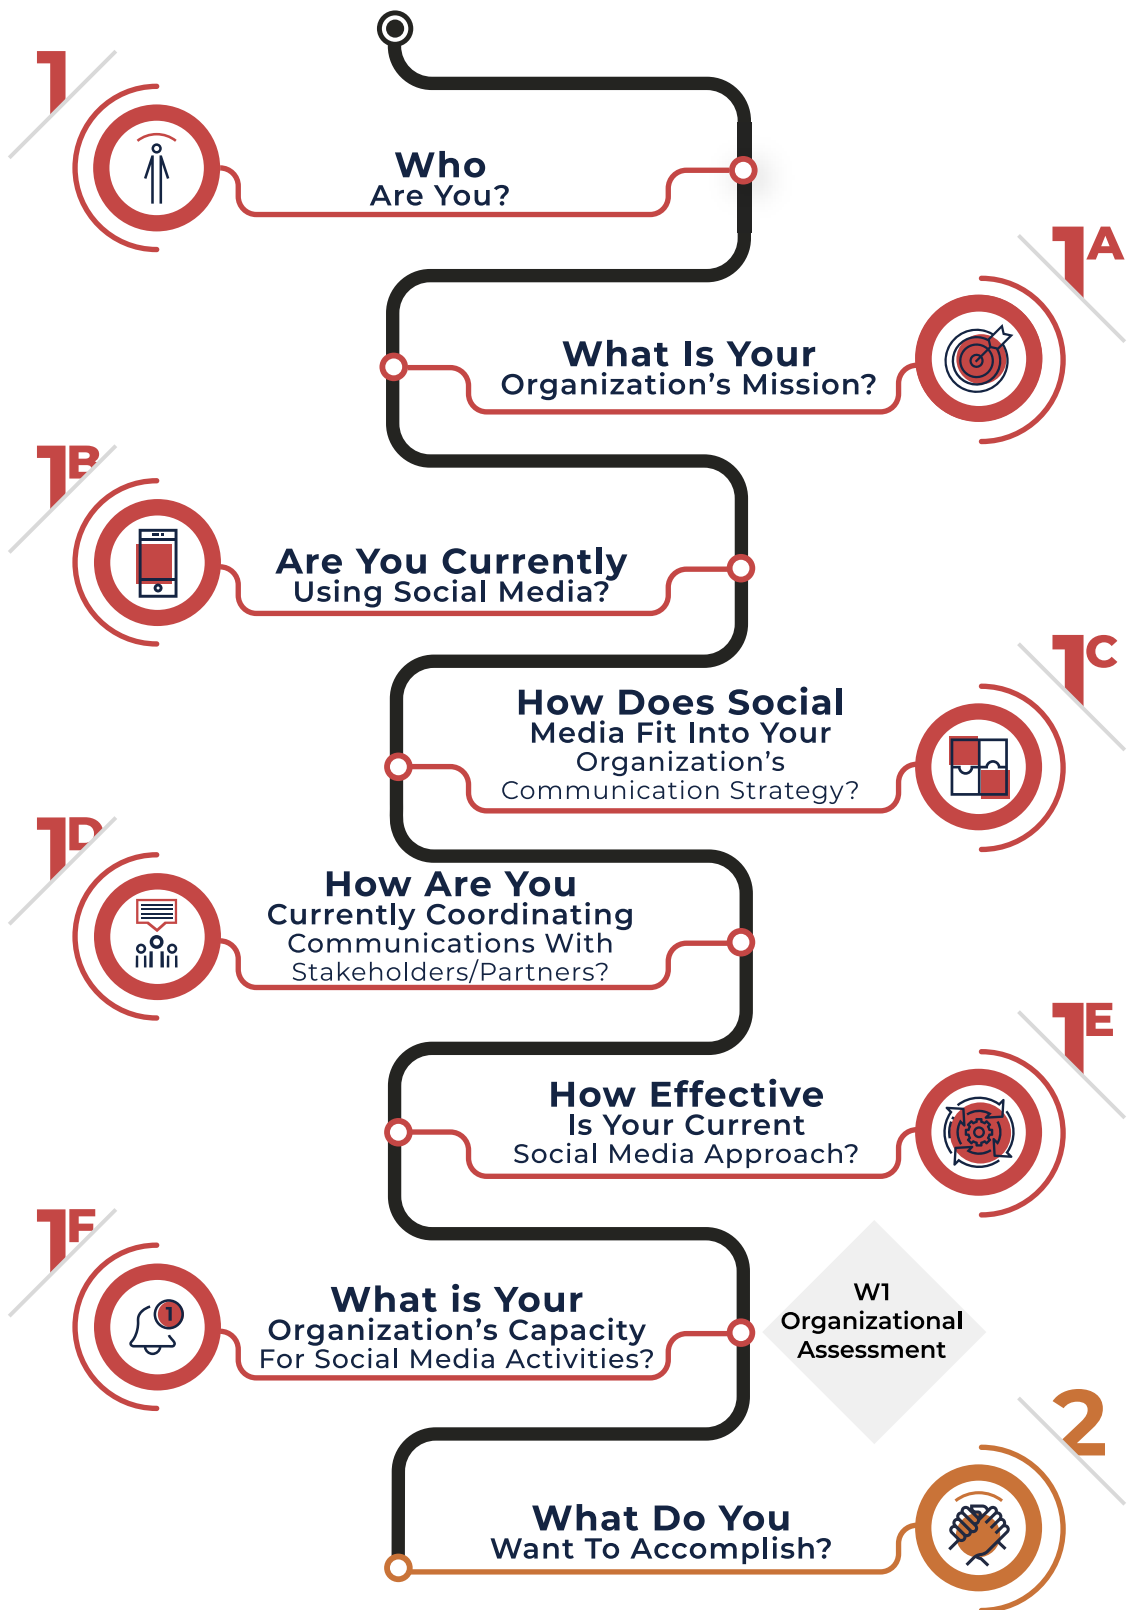 1
Who
Are You?
1A
What Is Your
Organization's Mission?
1B
Are You Currently
Using Social Media?
1C
How Does Social
Media Fit Into Your
Organization's
Communication Strategy?
1D
How Are You
Currently Coordinating
Communications With
Stakeholders/Partners?
1E
How Effective
Is Your Current
Social Media Approach?
1F
1
What is Your
Organization's Capacity
For Social Media Activities?
W1
Organizational
Assessment
2
What Do You
Want To Accomplish?